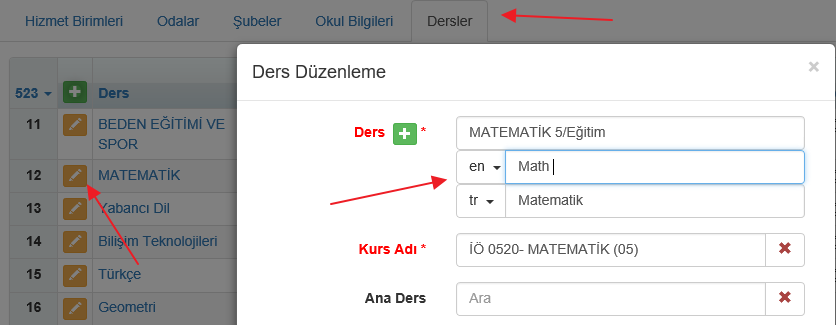 Hizmet Birimleri Odalar Şubeler Okul Bilgileri Dersler
Ders Düzenleme ×
523 Ders
11 BEDEN EĞİTİMİ VE SPOR
12 MATEMATİK
13 Yabancı Dil
14 Bilişim Teknolojileri
15 Türkçe
16 Geometri
Ders * MATEMATİK 5/Eğitim
en Math
tr Matematik
Kurs Adı * İÖ 0520- MATEMATİK (05)
Ana Ders Ara